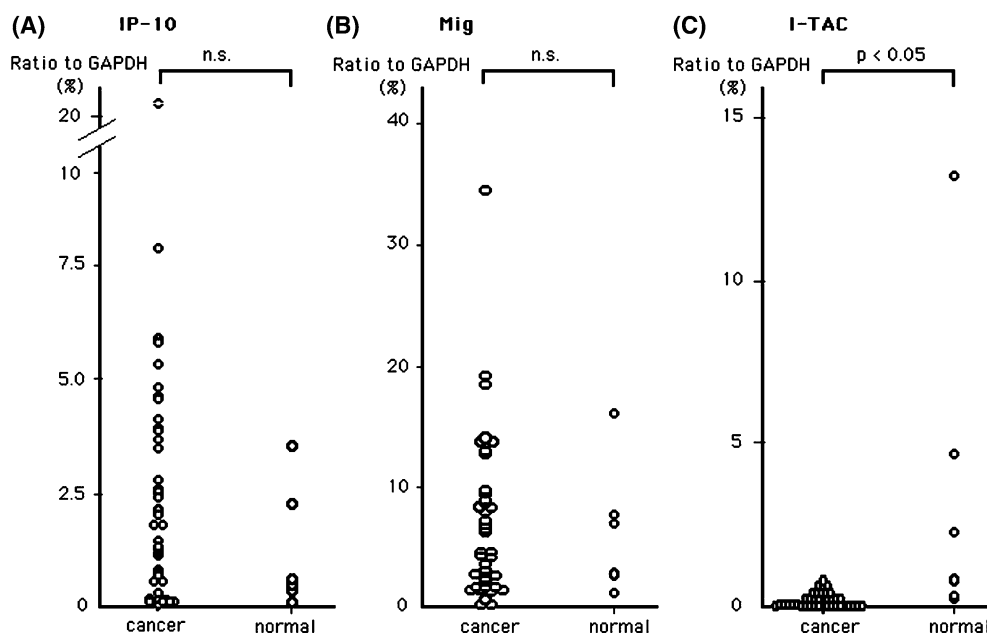 (A) IP-10
Ratio to GAPDH
(%)
n.s.
20
10
7.5
5.0
2.5
0
cancer normal
(B) Mig
Ratio to GAPDH
(%)
n.s.
40
30
20
10
0
cancer normal
(C) I-TAC
Ratio to GAPDH
(%)
p < 0.05
15
10
5
0
cancer normal